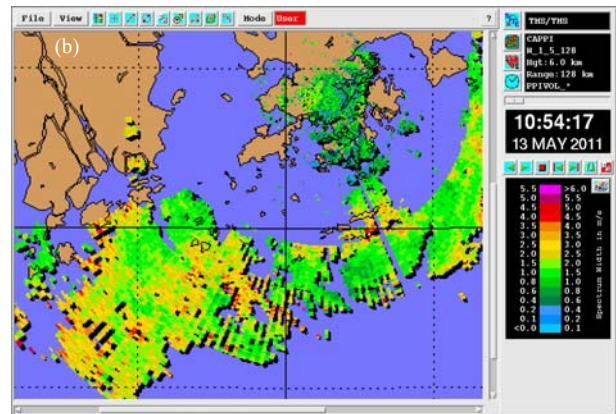 File View Mode User ?
(b)
TMS/TMS
CAPPI
Hgt:6.0 km
Range:128 km
PPIVOL_*
10:54:17
13 MAY 2011
5.5 >6.0
5.0 5.5
4.5 5.0
4.0 4.5
3.5 4.0
3.0 3.5
2.5 3.0
2.0 2.5
1.5 2.0
1.0 1.5
0.8 1.0
0.6 0.8
0.4 0.6
0.2 0.4
0.1 0.2
<0.0 0.1
Spectrum Width in m/s